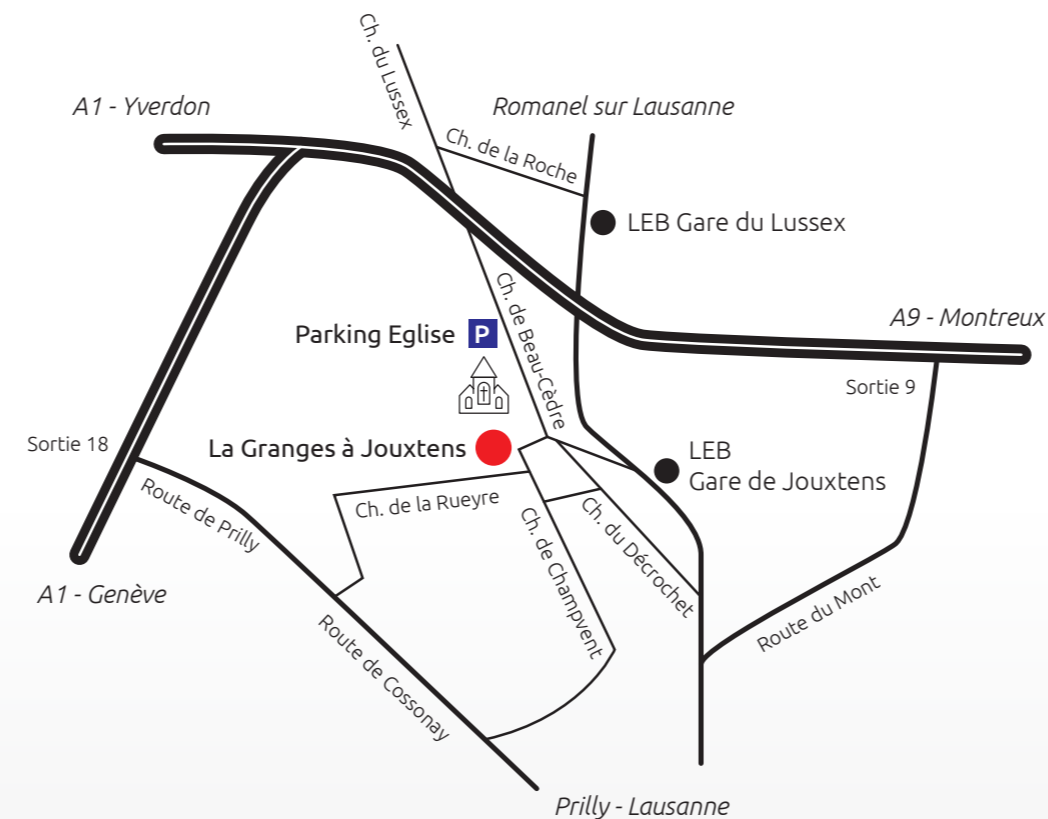 Ch. du Lussex
A1 - Yverdon
Romanel sur Lausanne
Ch. de la Roche
LEB Gare du Lussex
Ch. de Beau-Cèdre
A9 - Montreux
Parking Eglise P
Sortie 9
Sortie 18
La Granges à Jouxtens
LEB
Gare de Jouxtens
Route de Prilly
Ch. de la Rueyre
Ch. de Champvent
Ch. du Décrochet
A1 - Genève
Route du Mont
Route de Cossonay
Prilly - Lausanne